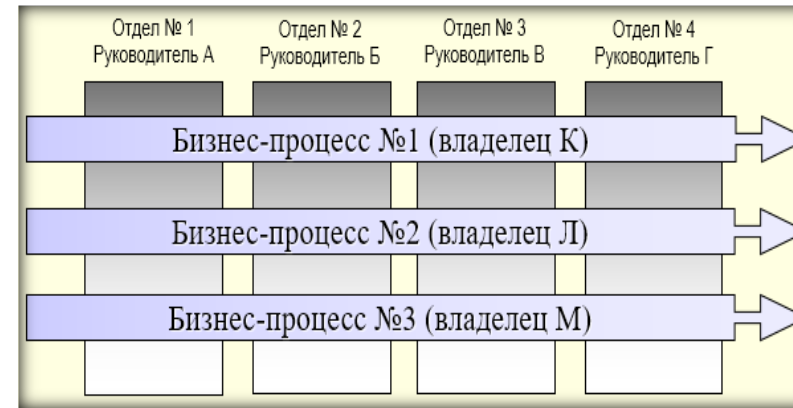 Отдел № 1
Руководитель А
Отдел № 2
Руководитель Б
Отдел № 3
Руководитель В
Отдел № 4
Руководитель Г
Бизнес-процесс №1 (владелец К)
Бизнес-процесс №2 (владелец Л)
Бизнес-процесс №3 (владелец М)